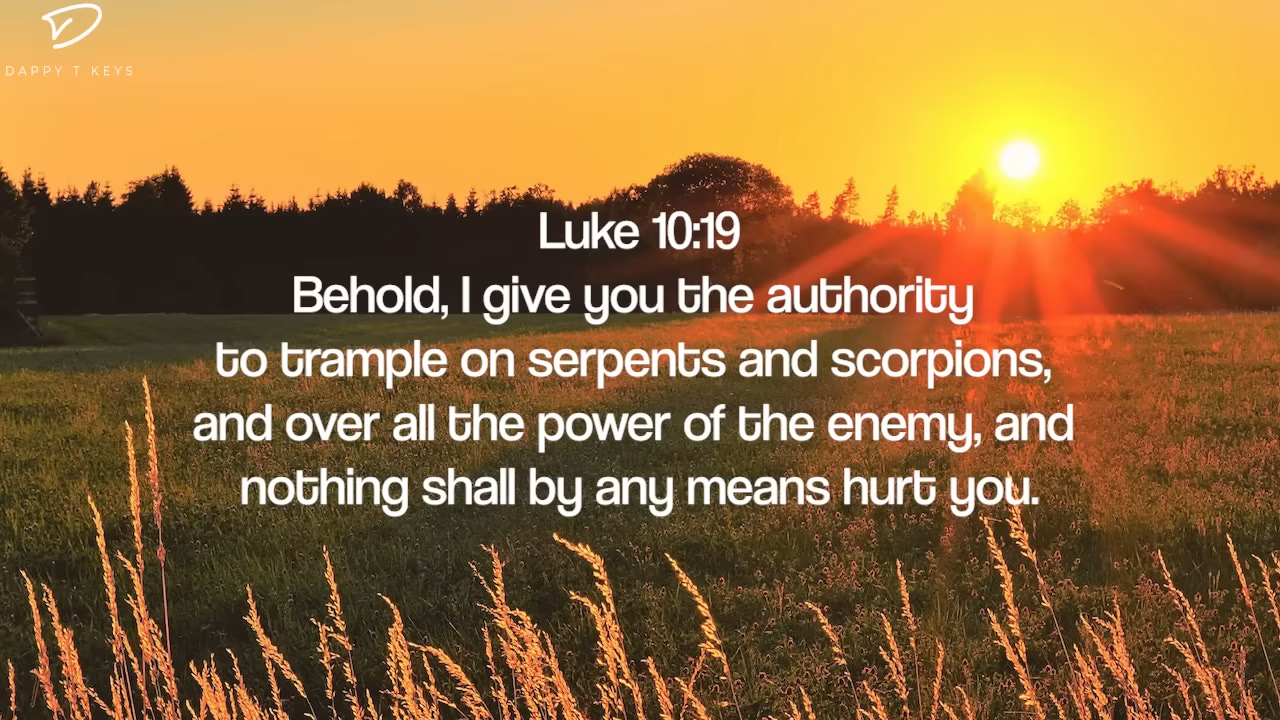 DAPPY T KEYS
Luke 10:19
Behold, I give you the authority
to trample on serpents and scorpions,
and over all the power of the enemy, and
nothing shall by any means hurt you.